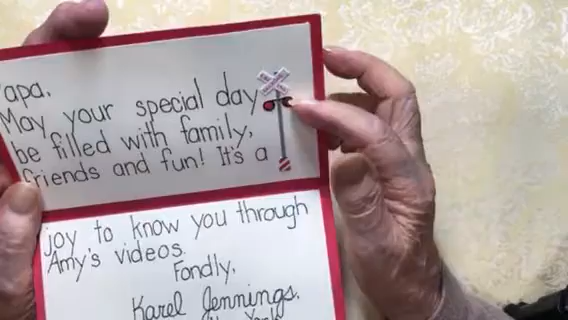 apa,
May your special day
be filled with family,
friends and fun! It's a
joy to know you through
Amy's videos.
Fondly,
Karel Jennings,